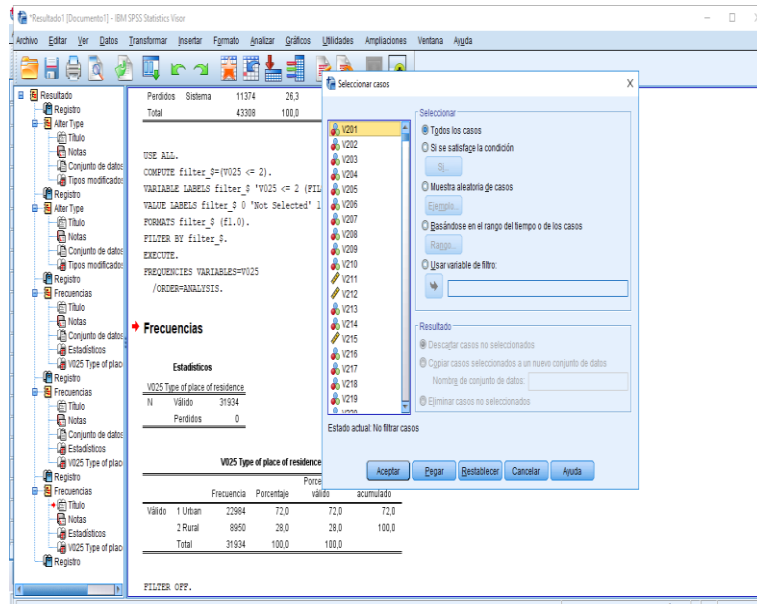 *Resultado1 [Documento1] - IBM SPSS Statistics Visor
Archivo Editar Ver Datos Transformar Insertar Formato Analizar Gráficos Utilidades Ampliaciones Ventana Ayuda
Resultado
Registro
Alter Type
Título
Notas
Conjunto de datos
Tipos modificados
Registro
Alter Type
Título
Notas
Conjunto de datos
Tipos modificados
Registro
Frecuencias
Título
Notas
Conjunto de datos
Estadísticos
V025 Type of plac
Registro
Frecuencias
Título
Notas
Conjunto de datos
Estadísticos
V025 Type of plac
Registro
Frecuencias
Título
Notas
Estadísticos
V025 Type of plac
Registro
Perdidos Sistema 11374 26,3
Total 43308 100,0
USE ALL.
COMPUTE filter_$=(V025 <= 2).
VARIABLE LABELS filter_$ 'V025 <= 2 (FIL
VALUE LABELS filter_$ 0 'Not Selected' 1
FORMATS filter_$ (f1.0).
FILTER BY filter_$.
EXECUTE.
FREQUENCIES VARIABLES=V025
/ORDER=ANALYSIS.
Frecuencias
Estadísticos
V025 Type of place of residence
N Válido 31934
Perdidos 0
V025 Type of place of residence
Frecuencia Porcentaje válido acumulado
Válido 1 Urban 22984 72,0 72,0 72,0
2 Rural 8950 28,0 28,0 100,0
Total 31934 100,0 100,0
FILTER OFF.
Seleccionar casos X
V201
V202
V203
V204
V205
V206
V207
V208
V209
V210
V211
V212
V213
V214
V215
V216
V217
V218
V219
V220
Seleccionar
Todos los casos
Si se satisface la condición
Si...
Muestra aleatoria de casos
Ejemplo...
Basándose en el rango del tiempo o de los casos
Rango...
Usar variable de filtro:
Resultado
Descartar casos no seleccionados
Copiar casos seleccionados a un nuevo conjunto de datos
Nombre de conjunto de datos:
Eliminar casos no seleccionados
Estado actual: No filtrar casos
Aceptar Pegar Restablecer Cancelar Ayuda